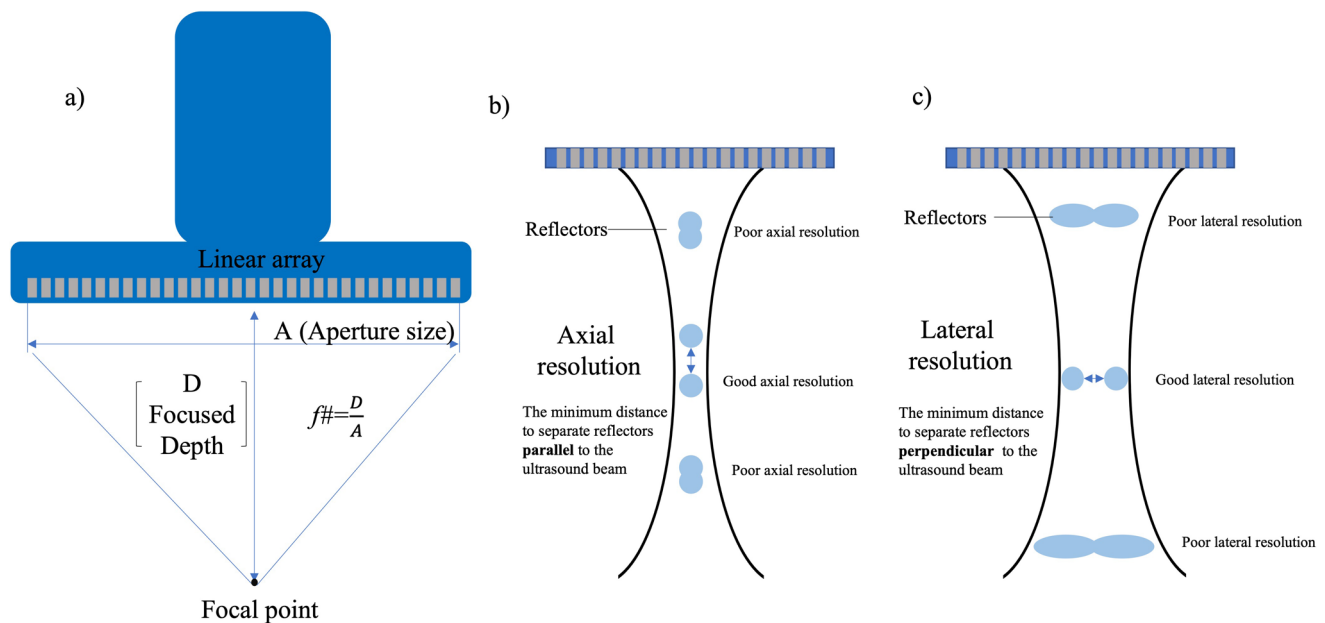 a)
Linear array
A (Aperture size)
D
Focused
Depth
f#=D/A
Focal point
b)
Reflectors
Poor axial resolution
Axial
resolution
Good axial resolution
The minimum distance
to separate reflectors
parallel to the
ultrasound beam
Poor axial resolution
c)
Reflectors
Poor lateral resolution
Lateral
resolution
Good lateral resolution
The minimum distance
to separate reflectors
perpendicular to the
ultrasound beam
Poor lateral resolution